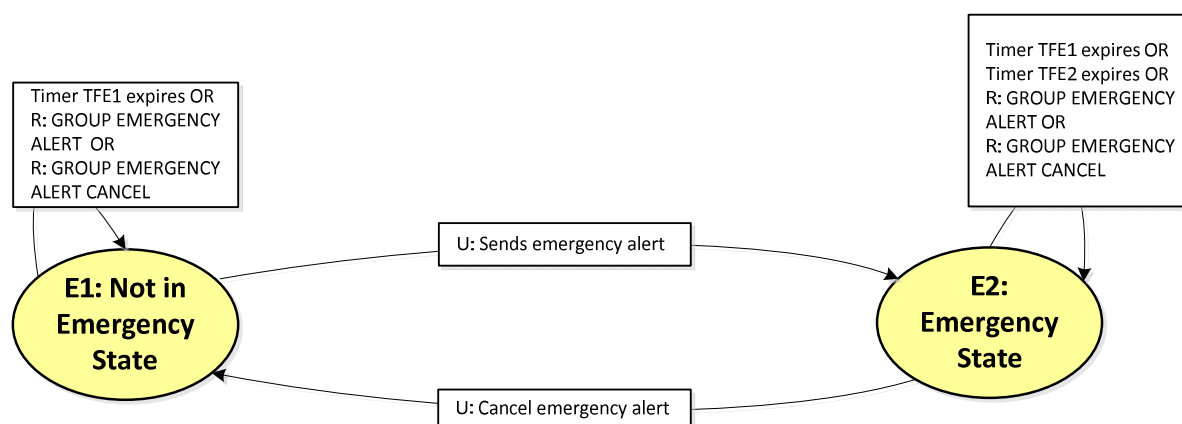 Timer TFE1 expires OR
Timer TFE2 expires OR
R: GROUP EMERGENCY
ALERT OR
R: GROUP EMERGENCY
ALERT CANCEL
Timer TFE1 expires OR
R: GROUP EMERGENCY
ALERT OR
R: GROUP EMERGENCY
ALERT CANCEL
U: Sends emergency alert
E1: Not in
Emergency
State
E2:
Emergency
State
U: Cancel emergency alert